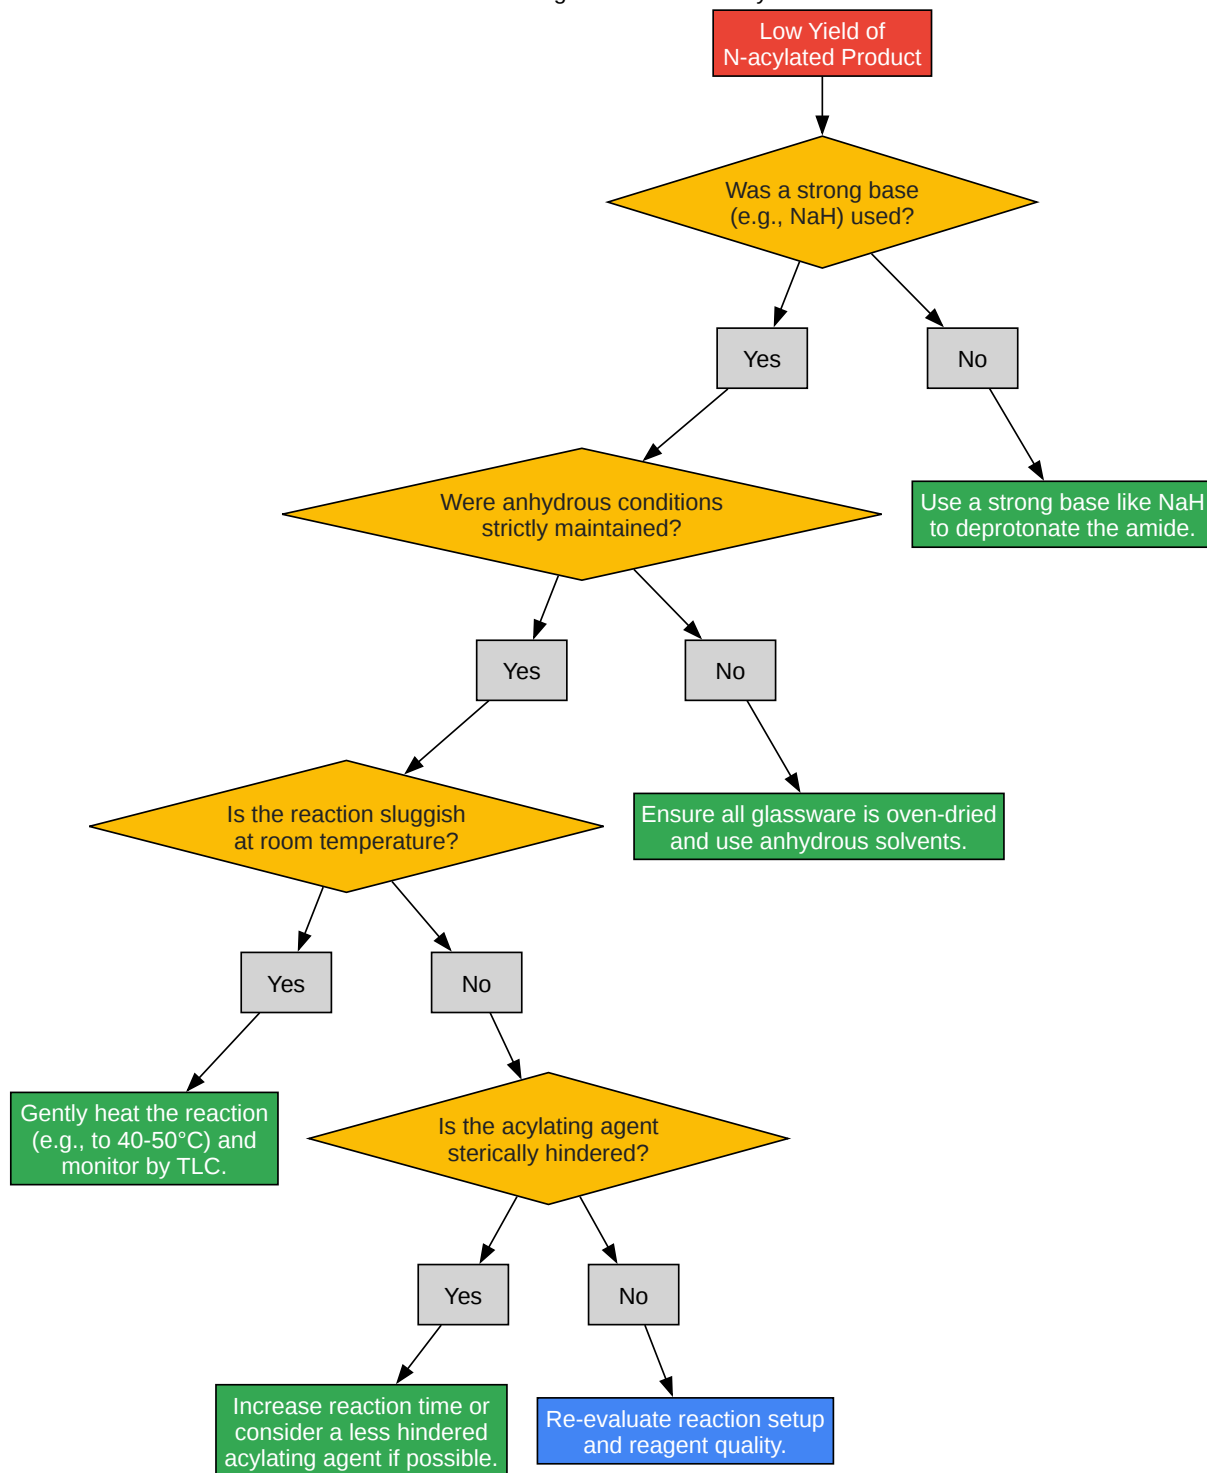 Low Yield of
N-acylated Product
Was a strong base
(e.g., NaH) used?
Yes
No
Were anhydrous conditions
strictly maintained?
Use a strong base like NaH
to deprotonate the amide.
Yes
No
Is the reaction sluggish
at room temperature?
Ensure all glassware is oven-dried
and use anhydrous solvents.
Yes
No
Gently heat the reaction
(e.g., to 40-50°C) and
monitor by TLC.
Is the acylating agent
sterically hindered?
Yes
No
Increase reaction time or
consider a less hindered
acylating agent if possible.
Re-evaluate reaction setup
and reagent quality.